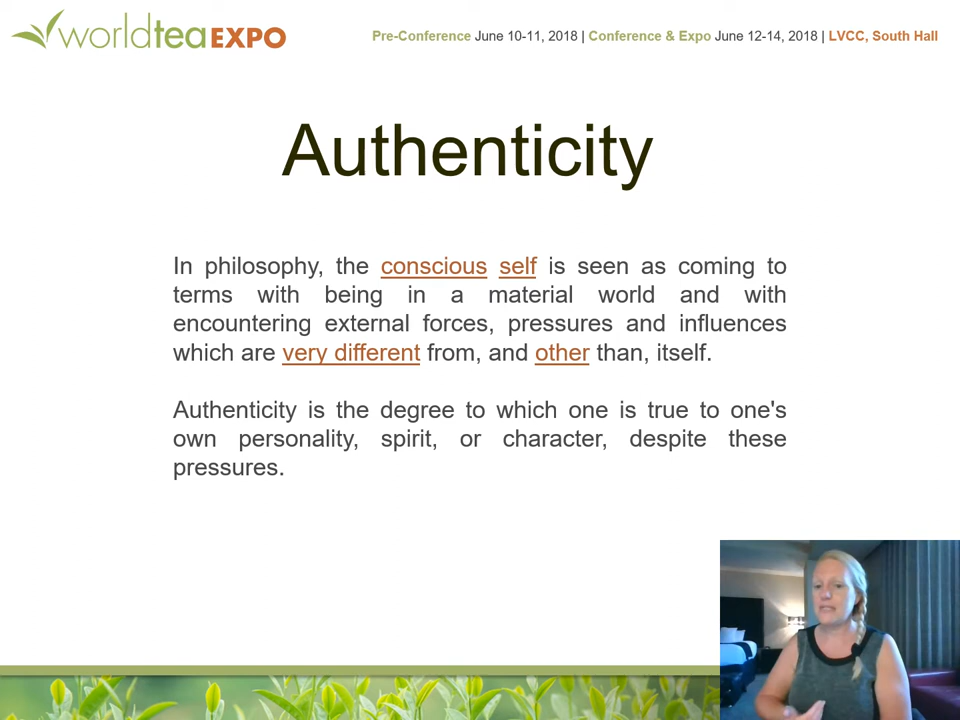 worldteaEXPO
Pre-Conference June 10-11, 2018 | Conference & Expo June 12-14, 2018 | LVCC, South Hall
Authenticity
In philosophy, the conscious self is seen as coming to
terms with being in a material world and with
encountering external forces, pressures and influences
which are very different from, and other than, itself.
Authenticity is the degree to which one is true to one's
own personality, spirit, or character, despite these
pressures.